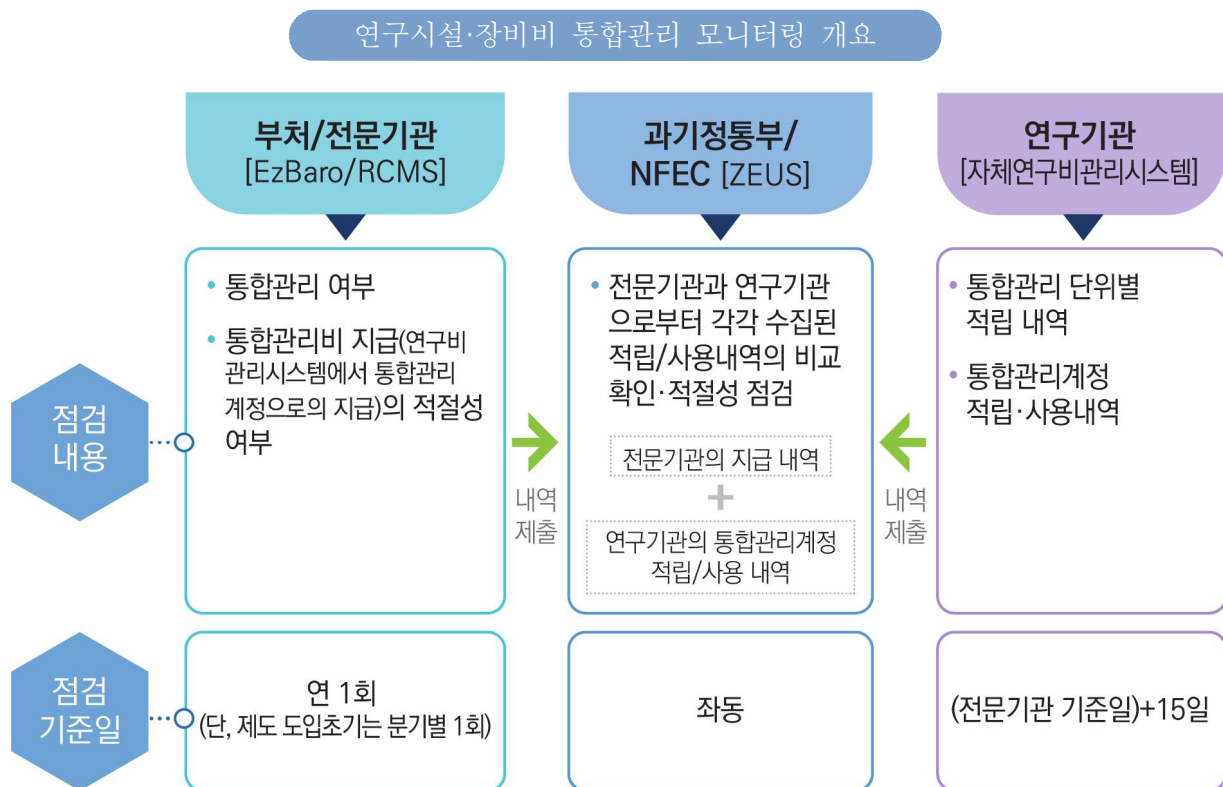 연구시설·장비비 통합관리 모니터링 개요
부처/전문기관
[EzBaro/RCMS]
과기정통부/
NFEC [ZEUS]
연구기관
[자체연구비관리시스템]
점검
내용
• 통합관리 여부
• 통합관리비 지급(연구비
관리시스템에서 통합관리
계정으로의 지급)의 적절성
여부
내역
제출
• 전문기관과 연구기관
으로부터 각각 수집된
적립/사용내역의 비교
확인·적절성 점검
전문기관의 지급 내역
+
연구기관의 통합관리계정
적립/사용 내역
내역
제출
• 통합관리 단위별
적립 내역
• 통합관리계정
적립·사용내역
점검
기준일
연 1회
(단, 제도 도입초기는 분기별 1회)
좌동
(전문기관 기준일)+15일